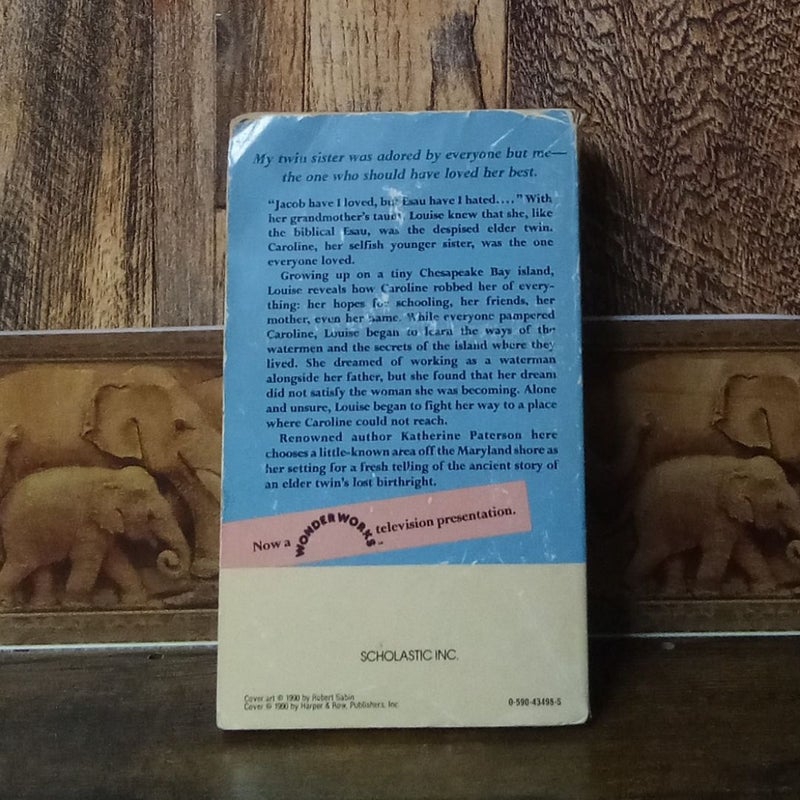 My twin sister was adored by everyone but me—
the one who should have loved her best.
"Jacob have I loved, but Esau have I hated...." With
her grandmother's taunt, Louise knew that she, like
the biblical Esau, was the despised elder twin.
Caroline, her selfish younger sister, was the one
everyone loved.
Growing up on a tiny Chesapeake Bay island,
Louise reveals how Caroline robbed her of every-
thing: her hopes for schooling, her friends, her
mother, even her name. While everyone pampered
Caroline, Louise began to learn the ways of the
watermen and the secrets of the island where they
lived. She dreamed of working as a waterman
alongside her father, but she found that her dream
did not satisfy the woman she was becoming. Alone
and unsure, Louise began to fight her way to a place
where Caroline could not reach.
Renowned author Katherine Paterson here
chooses a little-known area off the Maryland shore as
her setting for a fresh telling of the ancient story of
an elder twin's lost birthright.
Now a WONDERWORKS™ television presentation.
SCHOLASTIC INC.
Cover art © 1990 by Robert Sabin
Cover © 1990 by Harper & Row, Publishers, Inc.
0-590-43498-5